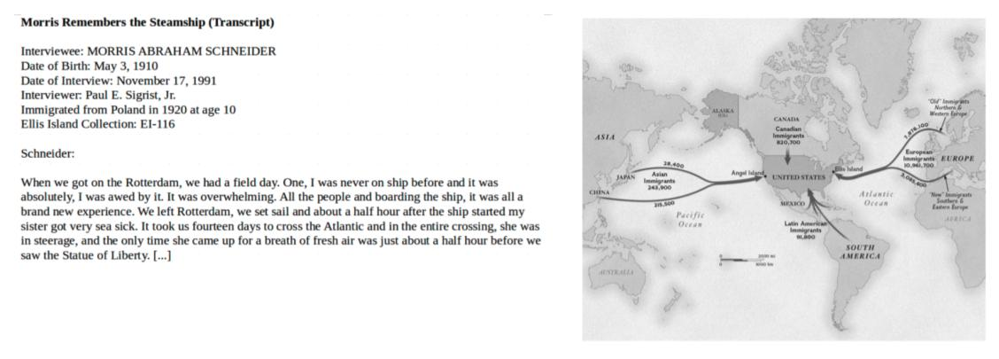 Morris Remembers the Steamship (Transcript)
Interviewee: MORRIS ABRAHAM SCHNEIDER
Date of Birth: May 3, 1910
Date of Interview: November 17, 1991
Interviewer: Paul E. Sigrist, Jr.
Immigrated from Poland in 1920 at age 10
Ellis Island Collection: EI-116
Schneider:
When we got on the Rotterdam, we had a field day. One, I was never on ship before and it was
absolutely, I was awed by it. It was overwhelming. All the people and boarding the ship, it was all a
brand new experience. We left Rotterdam, we set sail and about a half hour after the ship started my
sister got very sea sick. It took us fourteen days to cross the Atlantic and in the entire crossing, she was
in steerage, and the only time she came up for a breath of fresh air was just about a half hour before we
saw the Statue of Liberty. [...]
ALASKA
CANADA
Canadian
Immigrants
820,700
"Old" Immigrants
Northern &
Western Europe
7,876,100
ASIA
European
Immigrants
10,961,700
EUROPE
28,400
JAPAN
Asian
Immigrants
243,900
Angel Island
UNITED STATES
Ellis Island
3,085,600
CHINA
215,500
Pacific
Ocean
MEXICO
Atlantic
Ocean
"New" Immigrants
Southern &
Eastern Europe
AFRICA
Latin American
Immigrants
91,800
SOUTH
AMERICA
0
2000 mi
0
AUSTRALIA